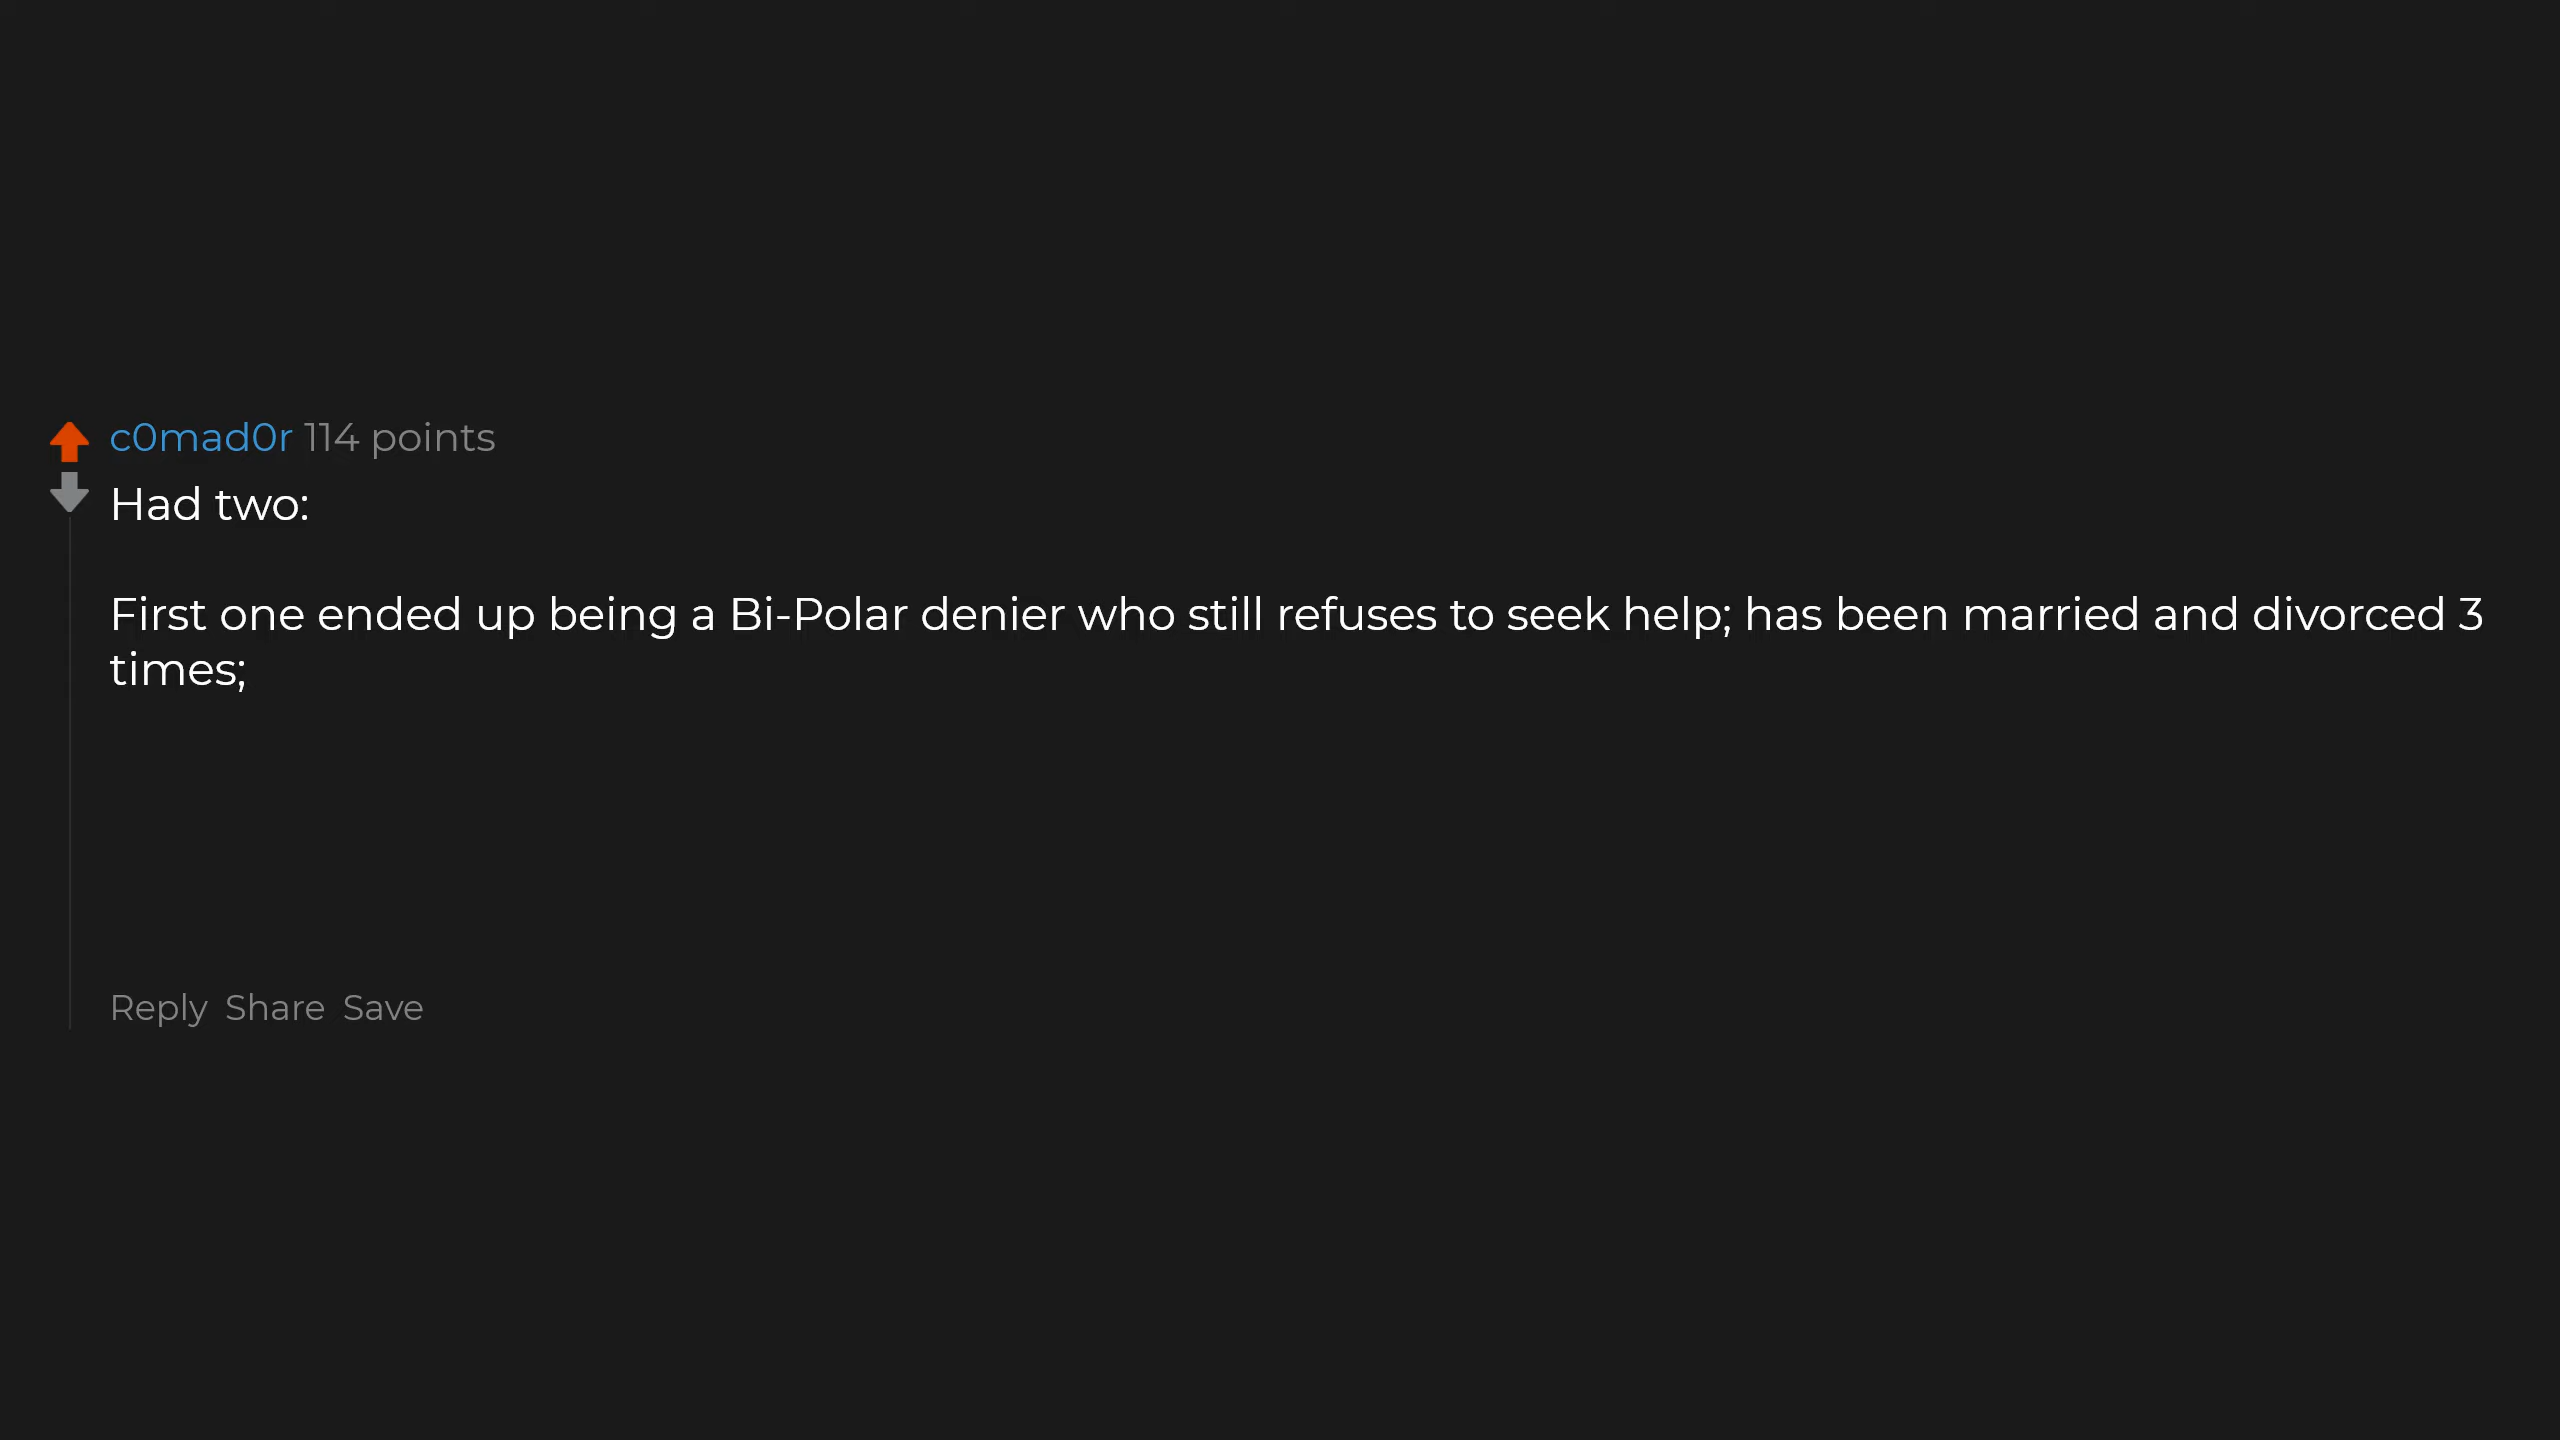 c0mad0r 114 points
Had two:
First one ended up being a Bi-Polar denier who still refuses to seek help; has been married and divorced 3
times;
Reply Share Save